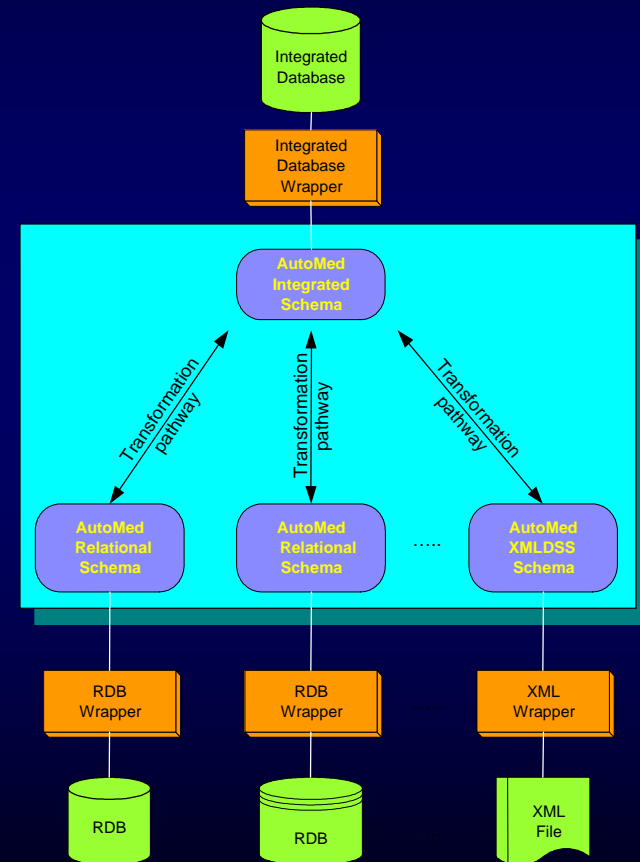 Integrated
Database
Integrated
Database
Wrapper
AutoMed
Integrated
Schema
Transformation
pathway
Transformation
pathway
Transformation
pathway
AutoMed
Relational
Schema
AutoMed
Relational
Schema
.....
AutoMed
XMLDSS
Schema
RDB
Wrapper
RDB
Wrapper
.....
XML
Wrapper
RDB
RDB
XML
File